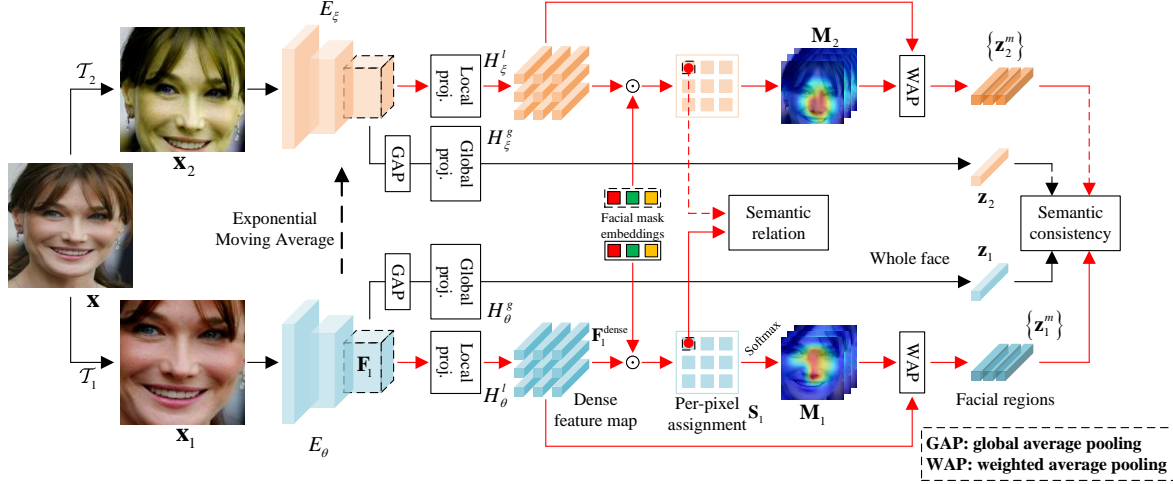 E_ξ
T_2
x_2
Local proj.
H_ξ^l
M_2
WAP
{z_2^m}
GAP
Global proj.
H_ξ^g
z_2
Exponential
Moving Average
Facial mask
embeddings
Semantic
relation
Semantic
consistency
x
GAP
Global proj.
H_θ^g
Whole face
z_1
T_1
x_1
F_1
E_θ
Local proj.
H_θ^l
F_1^dense
Dense
feature map
Per-pixel
assignment
S_1
Softmax
M_1
WAP
{z_1^m}
Facial regions
GAP: global average pooling
WAP: weighted average pooling